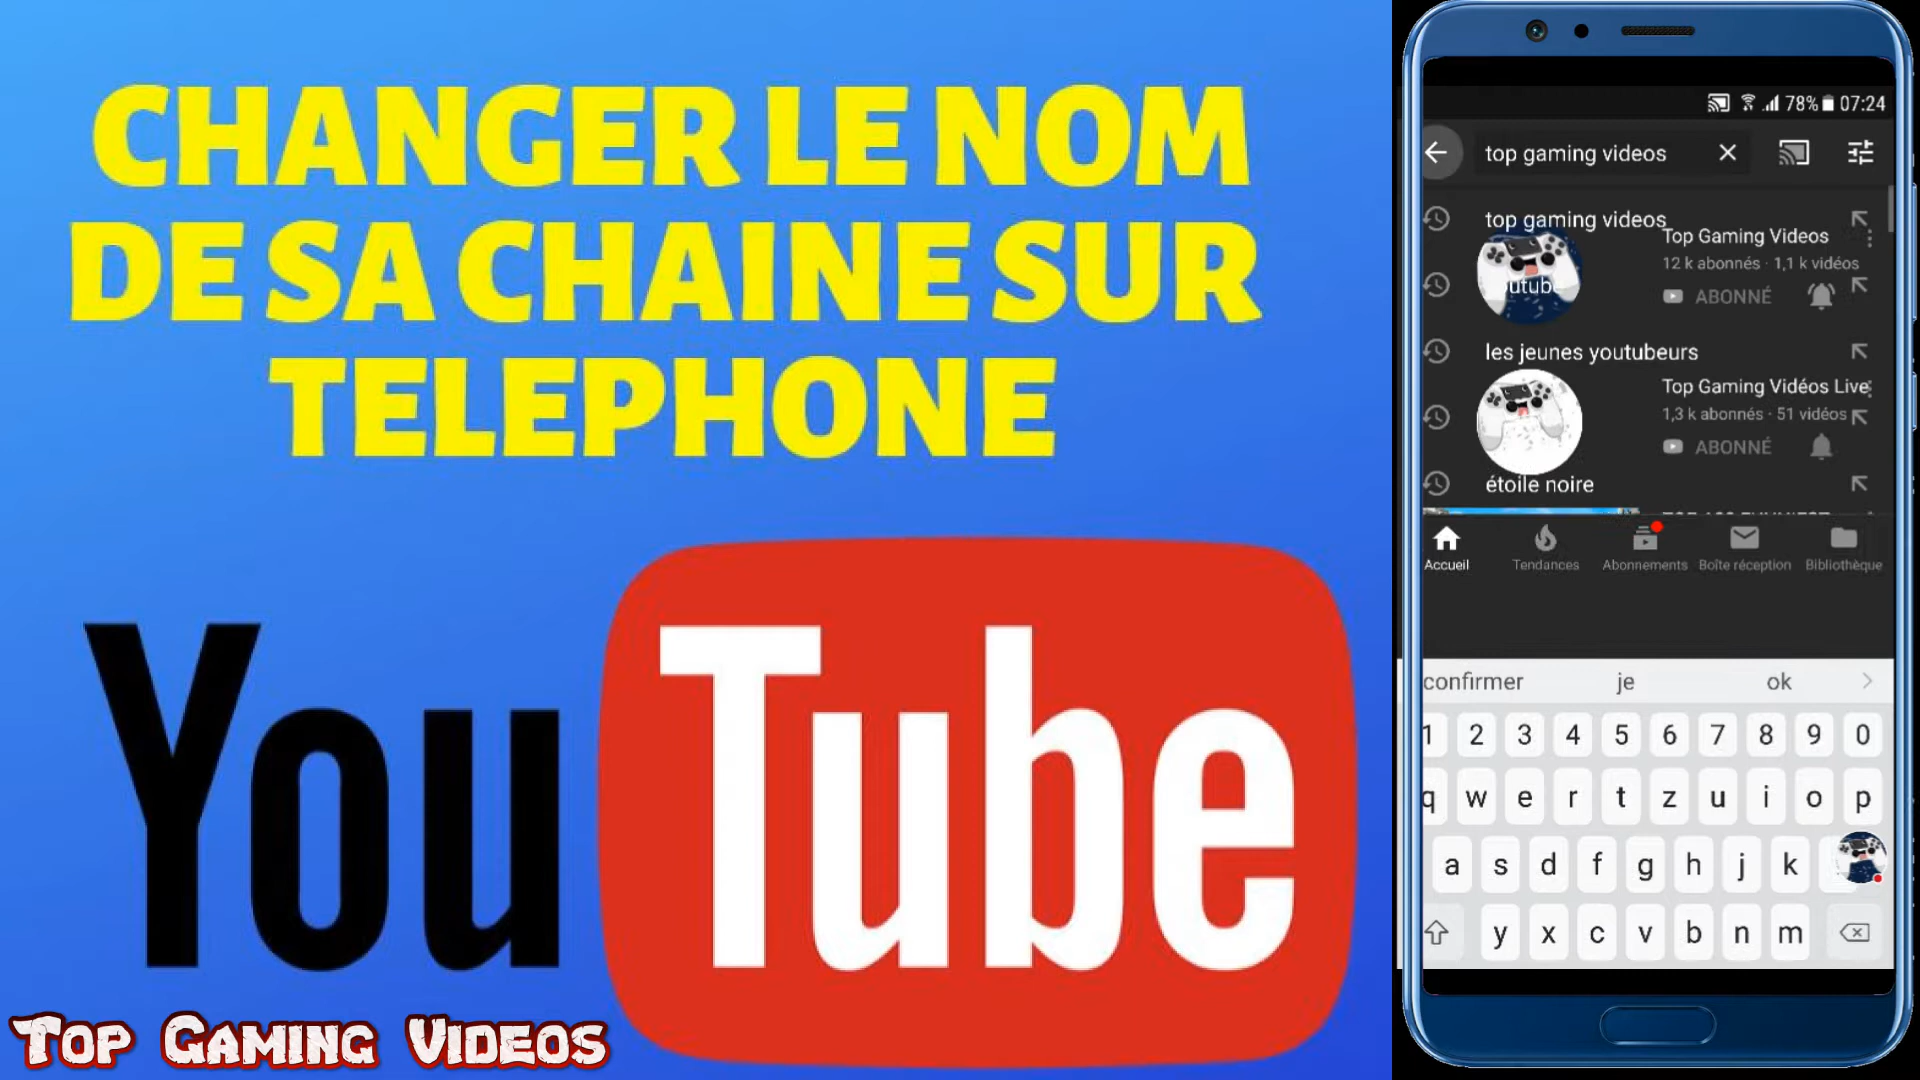 CHANGER LE NOM
DE SA CHAINE SUR
TELEPHONE
YouTube
TOP GAMING VIDEOS
78% 07:24
top gaming videos
top gaming videos
Top Gaming Videos
12 k abonnés · 1,1 k vidéos
utub
ABONNÉ
les jeunes youtubeurs
Top Gaming Vidéos Live
1,3 k abonnés · 51 vidéos
ABONNÉ
étoile noire
Accueil Tendances Abonnements Boîte réception Bibliothèque
confirmer je ok
1 2 3 4 5 6 7 8 9 0
q w e r t z u i o p
a s d f g h j k
y x c v b n m